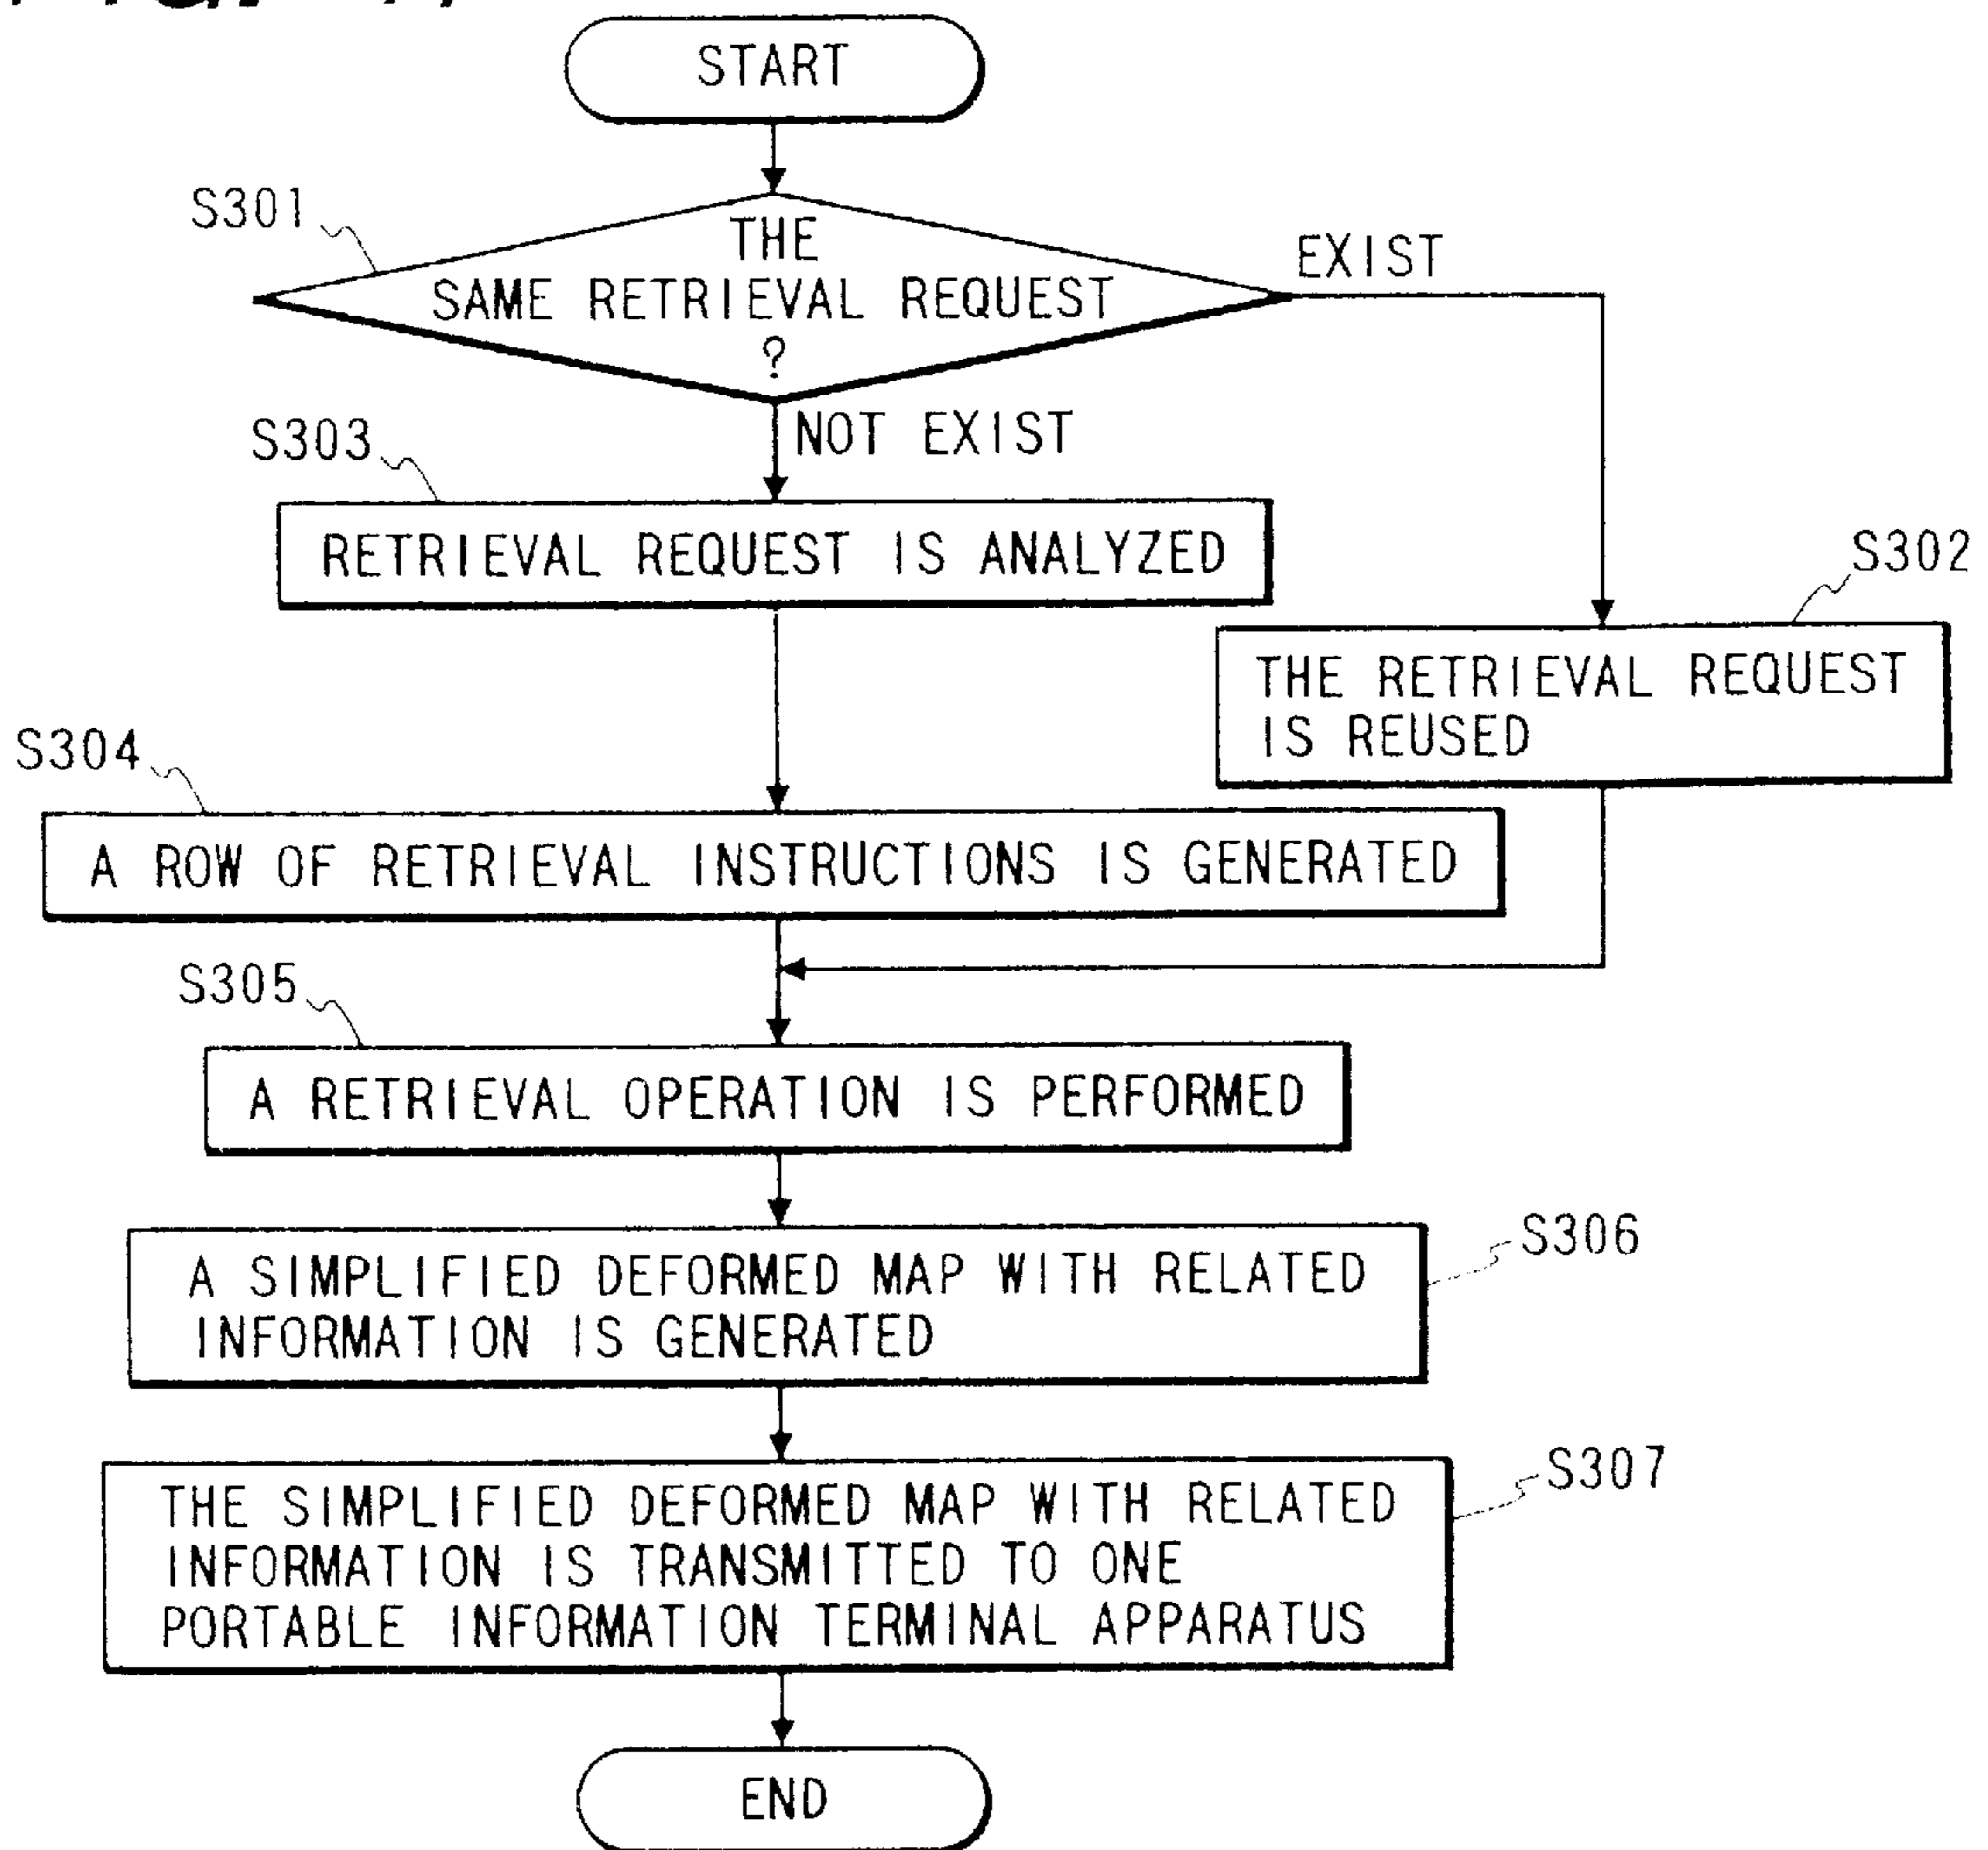 START
S301
THE
SAME RETRIEVAL REQUEST
?
EXIST
NOT EXIST
S303
RETRIEVAL REQUEST IS ANALYZED
S302
THE RETRIEVAL REQUEST
IS REUSED
S304
A ROW OF RETRIEVAL INSTRUCTIONS IS GENERATED
S305
A RETRIEVAL OPERATION IS PERFORMED
S306
A SIMPLIFIED DEFORMED MAP WITH RELATED
INFORMATION IS GENERATED
S307
THE SIMPLIFIED DEFORMED MAP WITH RELATED
INFORMATION IS TRANSMITTED TO ONE
PORTABLE INFORMATION TERMINAL APPARATUS
END